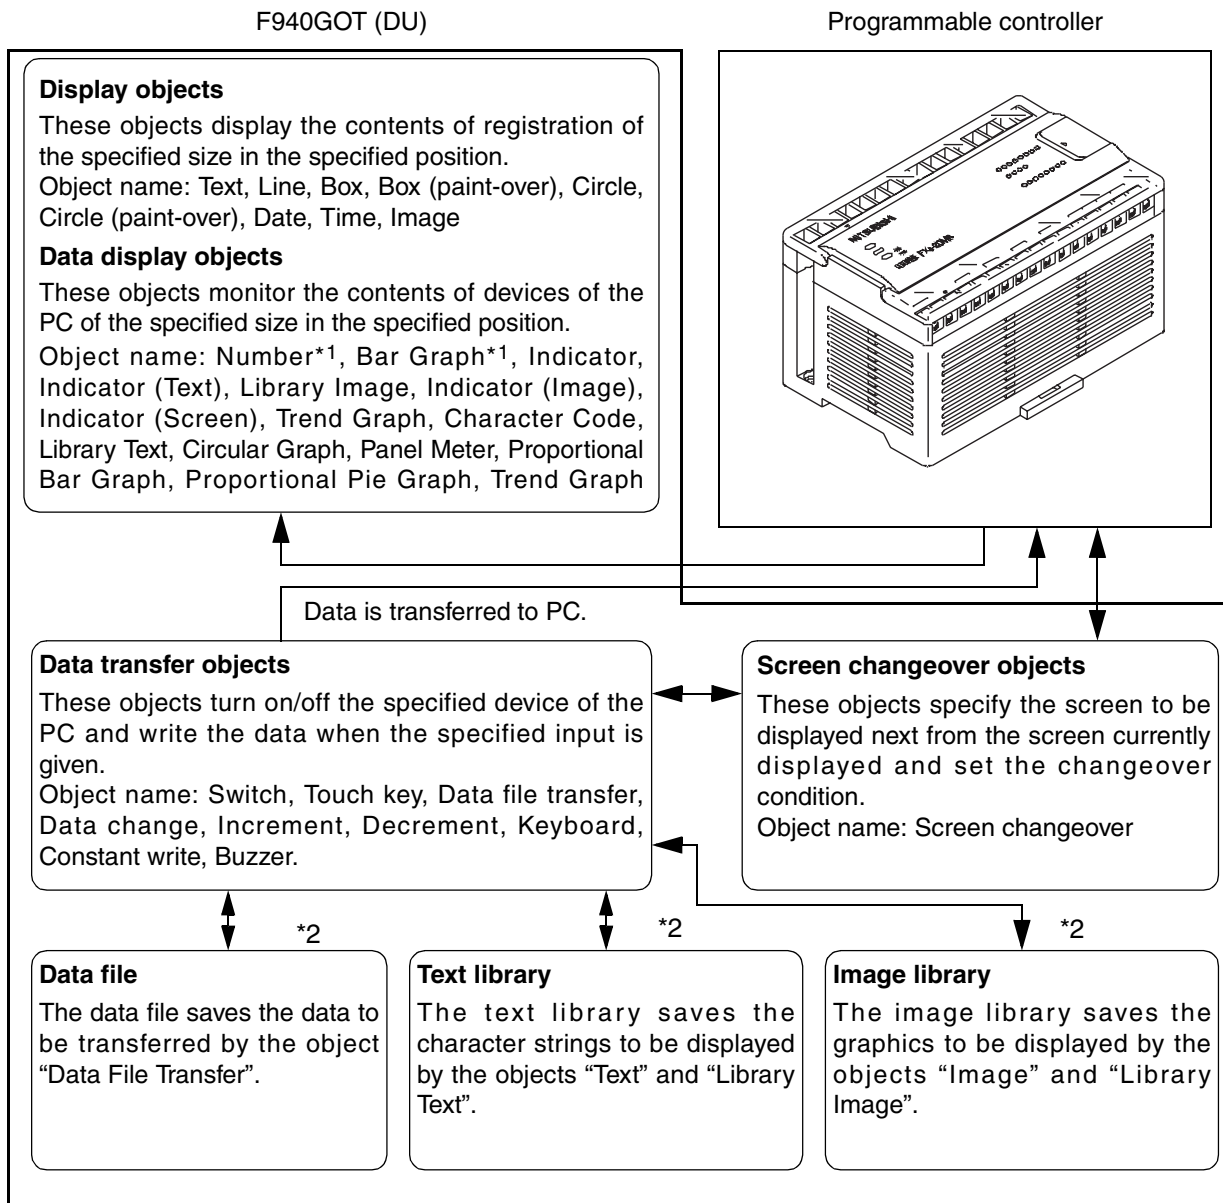 F940GOT (DU)
Programmable controller
Display objects
These objects display the contents of registration of
the specified size in the specified position.
Object name: Text, Line, Box, Box (paint-over), Circle,
Circle (paint-over), Date, Time, Image
Data display objects
These objects monitor the contents of devices of the
PC of the specified size in the specified position.
Object name: Number*1, Bar Graph*1, Indicator,
Indicator (Text), Library Image, Indicator (Image),
Indicator (Screen), Trend Graph, Character Code,
Library Text, Circular Graph, Panel Meter, Proportional
Bar Graph, Proportional Pie Graph, Trend Graph
MITSUBISHI
Data is transferred to PC.
Data transfer objects
These objects turn on/off the specified device of the
PC and write the data when the specified input is
given.
Object name: Switch, Touch key, Data file transfer,
Data change, Increment, Decrement, Keyboard,
Constant write, Buzzer.
Screen changeover objects
These objects specify the screen to be
displayed next from the screen currently
displayed and set the changeover
condition.
Object name: Screen changeover
*2
*2
*2
Data file
The data file saves the data to
be transferred by the object
“Data File Transfer”.
Text library
The text library saves the
character strings to be displayed
by the objects “Text” and “Library
Text”.
Image library
The image library saves the
graphics to be displayed by the
objects “Image” and “Library
Image”.